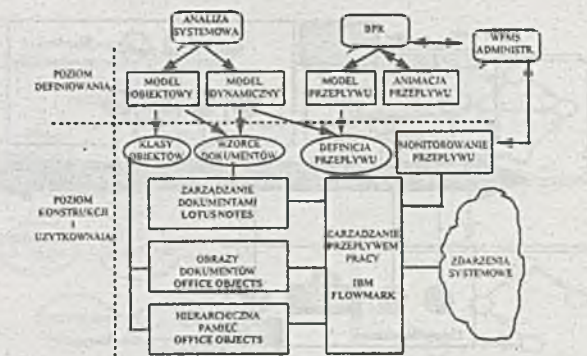 ANALIZA
SYSTEMOWA
BPR
WFMS
ADMINISTR.
POZIOM
DEFINIOWANIA
MODEL
OBIEKTOWY
MODEL
DYNAMICZNY
MODEL
PRZEPŁYWU
ANIMACJA
PRZEPŁYWU
KLASY
OBIEKTÓW
WZORCE
DOKUMENTÓW
DEFINICJA
PRZEPŁYWU
MONITOROWANIE
PRZEPŁYWU
POZIOM
KONSTRUKCJI
I
UŻYTKOWNAIA
ZARZĄDZANIE
DOKUMENTAMI
LOTUS NOTES
OBRAZY
DOKUMENTÓW
OFFICE OBJECTS
HIERARCHICZNA
PAMIĘĆ
OFFICE OBJECTS
ZARZĄDZANIE
PRZEPŁYWEM
PRACY
IBM
FLOWMARK
ZDARZENIA
SYSTEMOWE